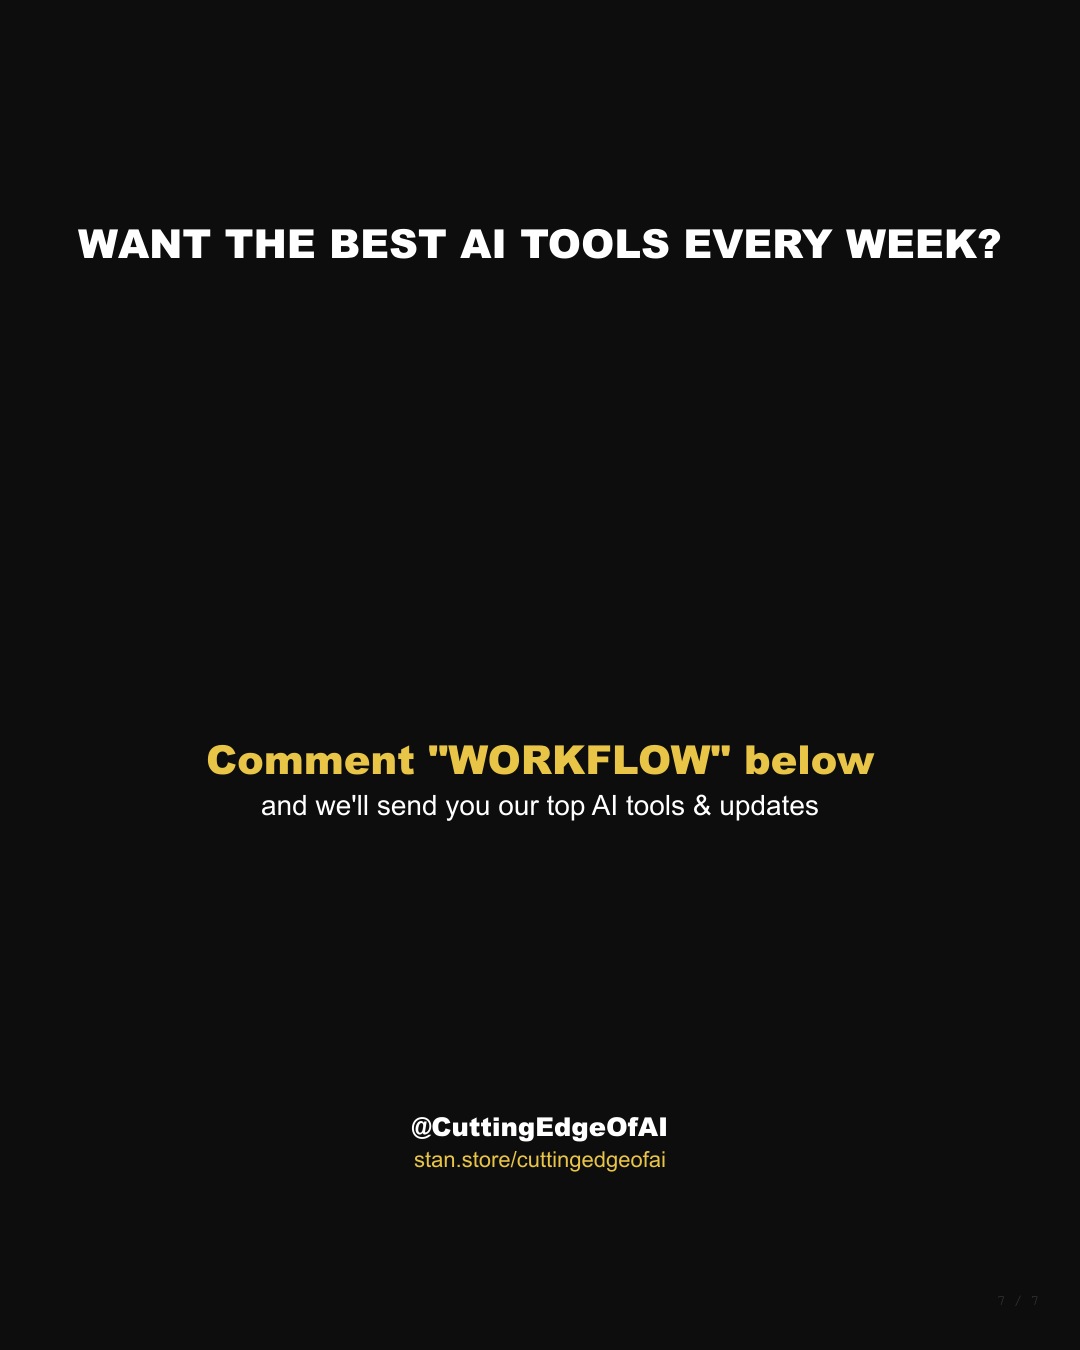 WANT THE BEST AI TOOLS EVERY WEEK?
Comment "WORKFLOW" below
and we'll send you our top AI tools & updates
@CuttingEdgeOfAI
stan.store/cuttingedgeofai
7 / 7